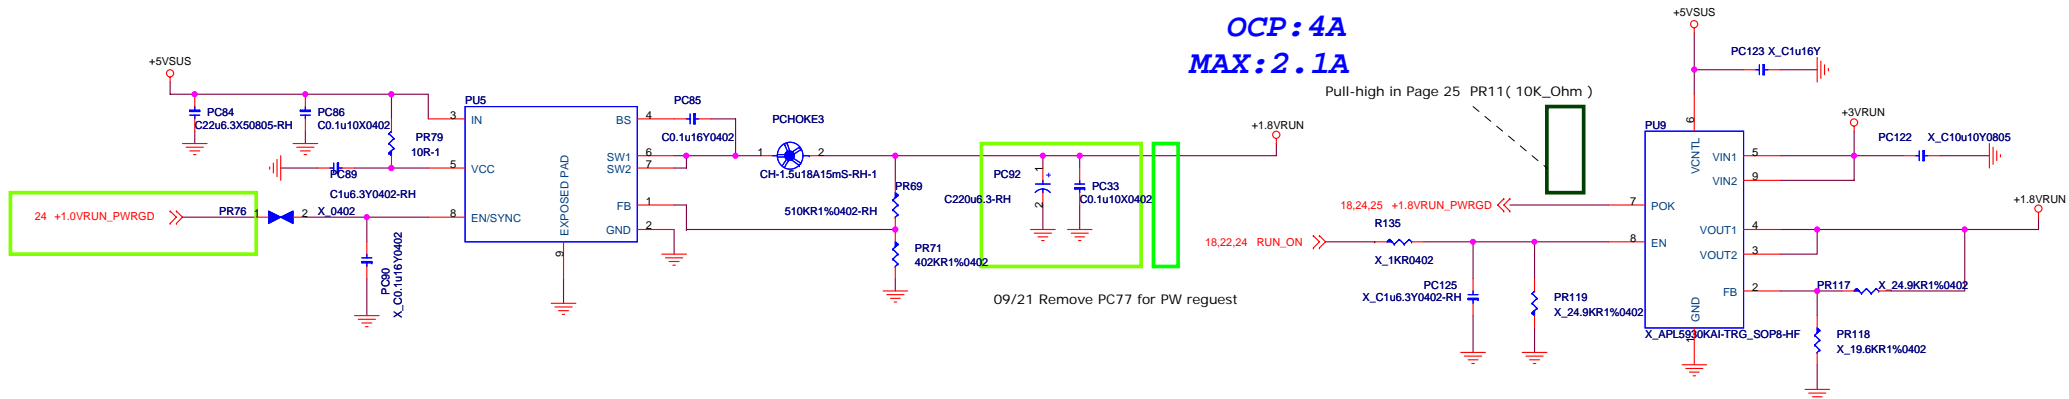 OCP:4A
MAX:2.1A
+5VSUS
PC84
C22u6.3X50805-RH
PC86
C0.1u10X0402
PR79
10R-1
PC89
C1u6.3Y0402-RH
24 +1.0VRUN_PWRGD
PR76
1
2
X_0402
PC90
X_C0.1u16Y0402
PU5
3
IN
5
VCC
8
EN/SYNC
EXPOSED PAD
9
BS
4
SW1
6
SW2
7
FB
1
GND
2
PC85
C0.1u16Y0402
PCHOKE3
1
2
CH-1.5u18A15mS-RH-1
PR69
510KR1%0402-RH
PR71
402KR1%0402
PC92
1
+
2
C220u6.3-RH
PC33
C0.1u10X0402
+1.8VRUN
09/21 Remove PC77 for PW reguest
Pull-high in Page 25 PR11( 10K_Ohm )
18,24,25 +1.8VRUN_PWRGD
18,22,24 RUN_ON
R135
X_1KR0402
PC125
X_C1u6.3Y0402-RH
PR119
X_24.9KR1%0402
+5VSUS
PC123 X_C1u16Y
PU9
6
VCNTL
VIN1
5
VIN2
9
7
POK
8
EN
VOUT1
4
VOUT2
3
FB
2
GND
1
X_APL5930KAI-TRG_SOP8-HF
+3VRUN
PC122
X_C10u10Y0805
+1.8VRUN
PR117
X_24.9KR1%0402
PR118
X_19.6KR1%0402